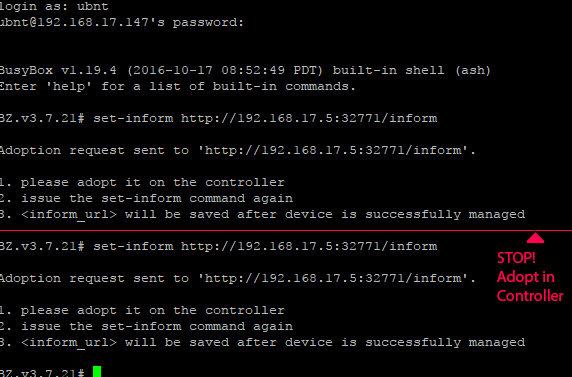 login as: ubnt
ubnt@192.168.17.147's password:
BusyBox v1.19.4 (2016-10-17 08:52:49 PDT) built-in shell (ash)
Enter 'help' for a list of built-in commands.
BZ.v3.7.21# set-inform http://192.168.17.5:32771/inform
Adoption request sent to 'http://192.168.17.5:32771/inform'.
1. please adopt it on the controller
2. issue the set-inform command again
3. <inform_url> will be saved after device is successfully managed
BZ.v3.7.21# set-inform http://192.168.17.5:32771/inform
STOP!
Adopt in
Controller
Adoption request sent to 'http://192.168.17.5:32771/inform'.
1. please adopt it on the controller
2. issue the set-inform command again
3. <inform_url> will be saved after device is successfully managed
BZ.v3.7.21#